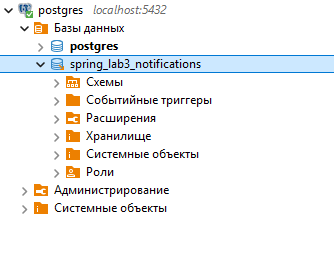 postgres localhost:5432
Базы данных
postgres
spring_lab3_notifications
Схемы
Событийные триггеры
Расширения
Хранилище
Системные объекты
Роли
Администрирование
Системные объекты